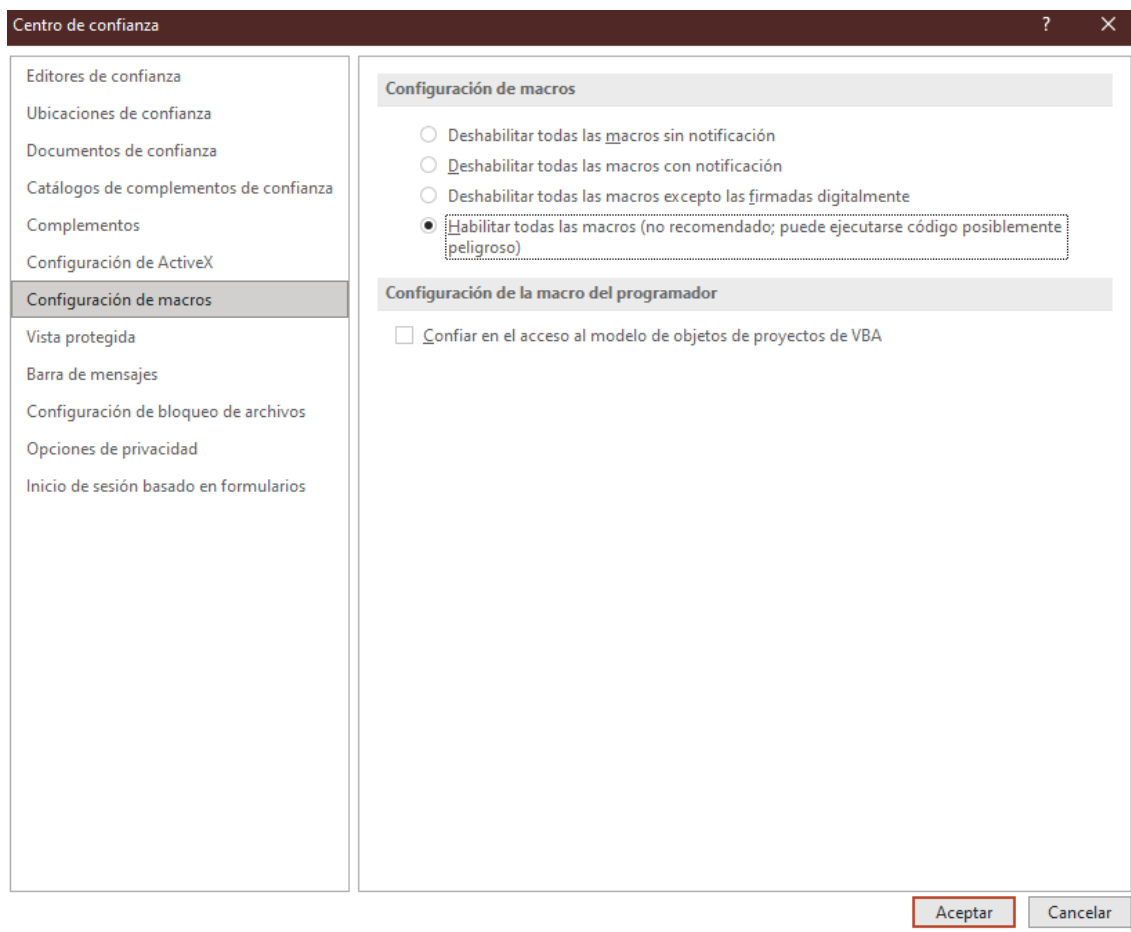 Centro de confianza
?
Editores de confianza
Ubicaciones de confianza
Documentos de confianza
Catálogos de complementos de confianza
Complementos
Configuración de ActiveX
Configuración de macros
Vista protegida
Barra de mensajes
Configuración de bloqueo de archivos
Opciones de privacidad
Inicio de sesión basado en formularios
Configuración de macros
Deshabilitar todas las macros sin notificación
Deshabilitar todas las macros con notificación
Deshabilitar todas las macros excepto las firmadas digitalmente
Habilitar todas las macros (no recomendado; puede ejecutarse código posiblemente
peligroso)
Configuración de la macro del programador
Confiar en el acceso al modelo de objetos de proyectos de VBA
Aceptar
Cancelar